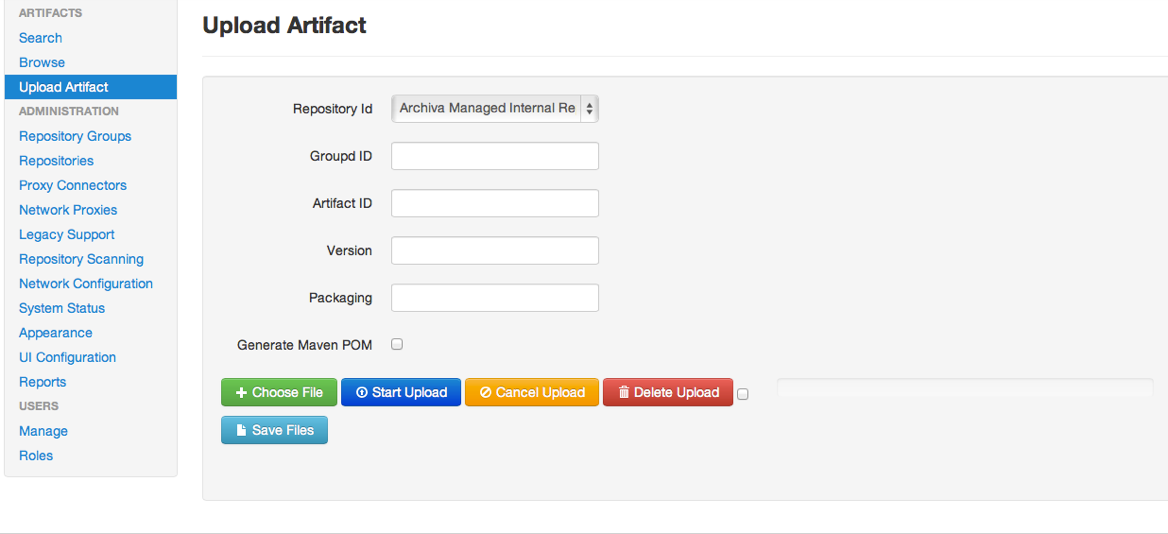 ARTIFACTS
Search
Browse
Upload Artifact
ADMINISTRATION
Repository Groups
Repositories
Proxy Connectors
Network Proxies
Legacy Support
Repository Scanning
Network Configuration
System Status
Appearance
UI Configuration
Reports
USERS
Manage
Roles
Upload Artifact
Repository Id Archiva Managed Internal Re
Groupd ID
Artifact ID
Version
Packaging
Generate Maven POM
Choose File Start Upload Cancel Upload Delete Upload
Save Files